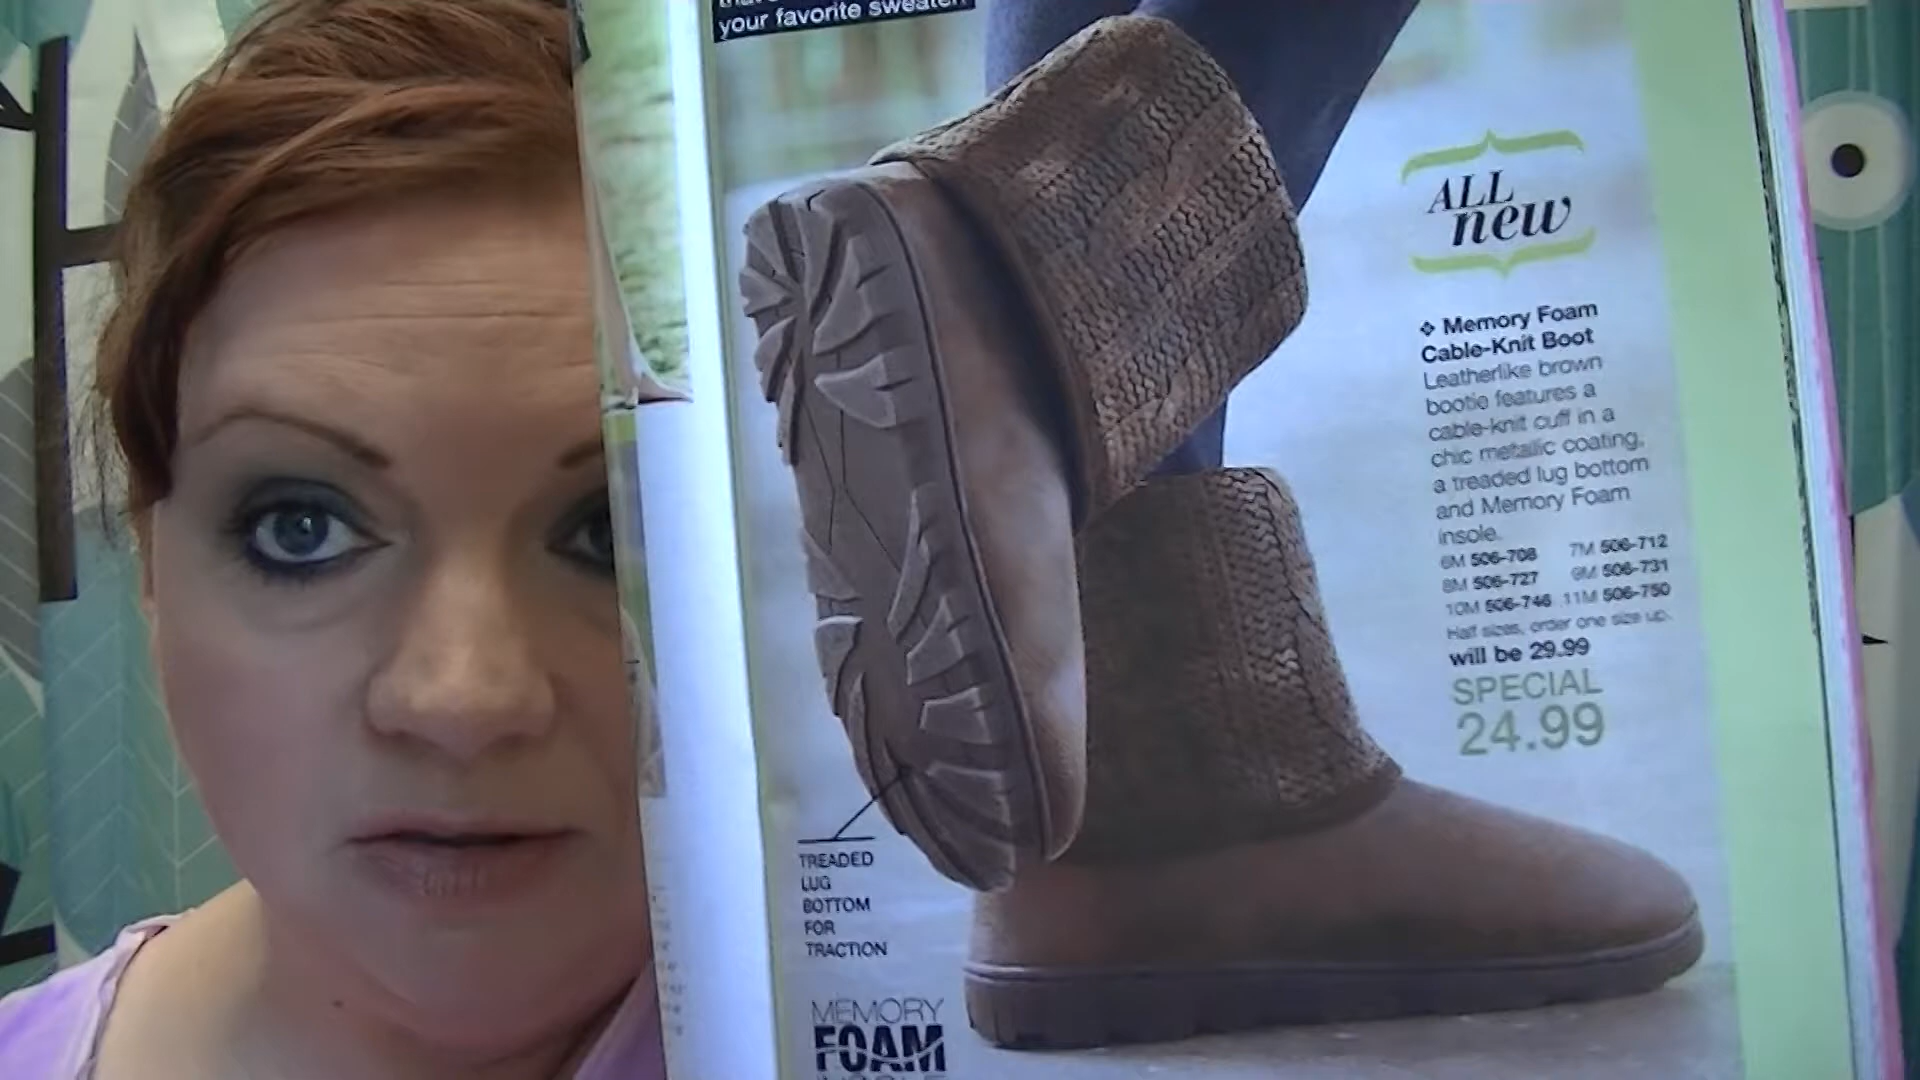 your favorite sweater.
ALL
new
❖ Memory Foam
Cable-Knit Boot
Leatherlike brown
bootie features a
cable-knit cuff in a
chic metallic coating,
a treaded lug bottom
and Memory Foam
insole.
6M 506-708 7M 506-712
8M 506-727 9M 506-731
10M 506-746 11M 506-750
Half sizes, order one size up.
will be 29.99
SPECIAL
24.99
TREADED
LUG
BOTTOM
FOR
TRACTION
MEMORY
FOAM